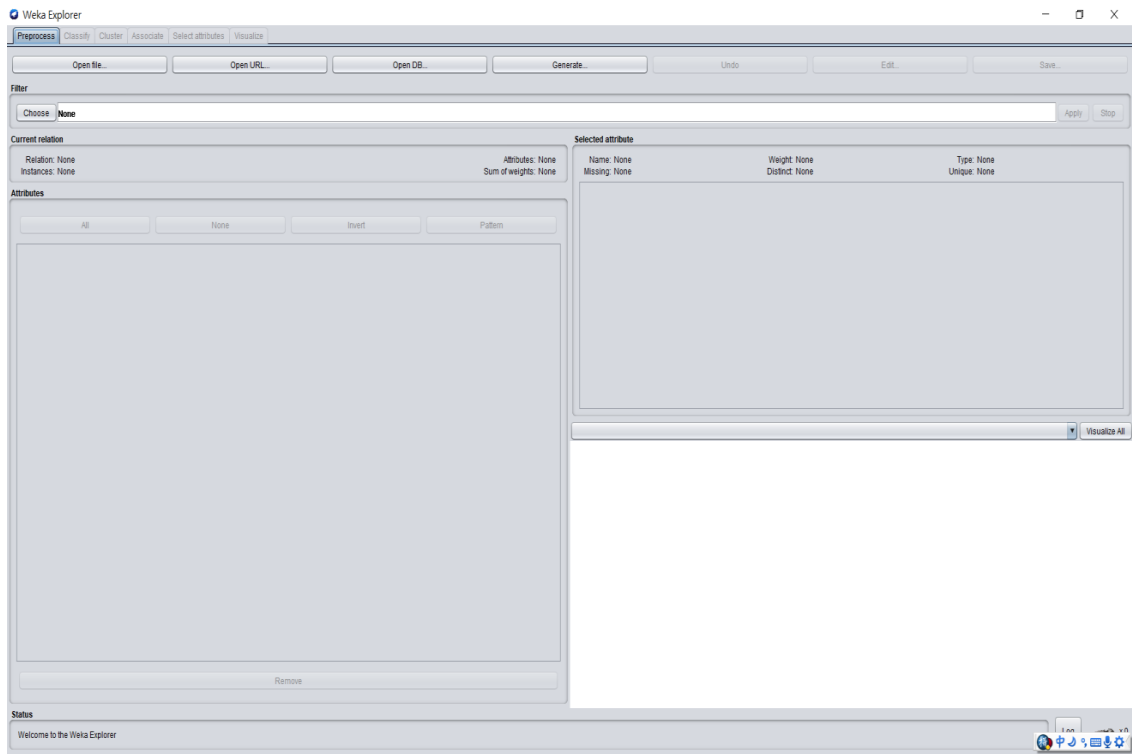 Weka Explorer
Preprocess Classify Cluster Associate Select attributes Visualize
Open file... Open URL... Open DB... Generate... Undo Edit... Save...
Filter
Choose None Apply Stop
Current relation
Relation: None Attributes: None
Instances: None Sum of weights: None
Selected attribute
Name: None Weight: None Type: None
Missing: None Distinct: None Unique: None
Attributes
All None Invert Pattern
Visualize All
Remove
Status
Welcome to the Weka Explorer
Log x 0
中